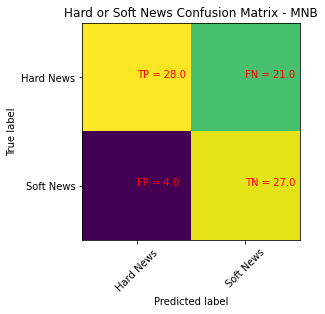 Hard or Soft News Confusion Matrix - MNB
Hard News
TP = 28.0
FN = 21.0
True label
Soft News
FP = 4.0
TN = 27.0
Hard News
Soft News
Predicted label